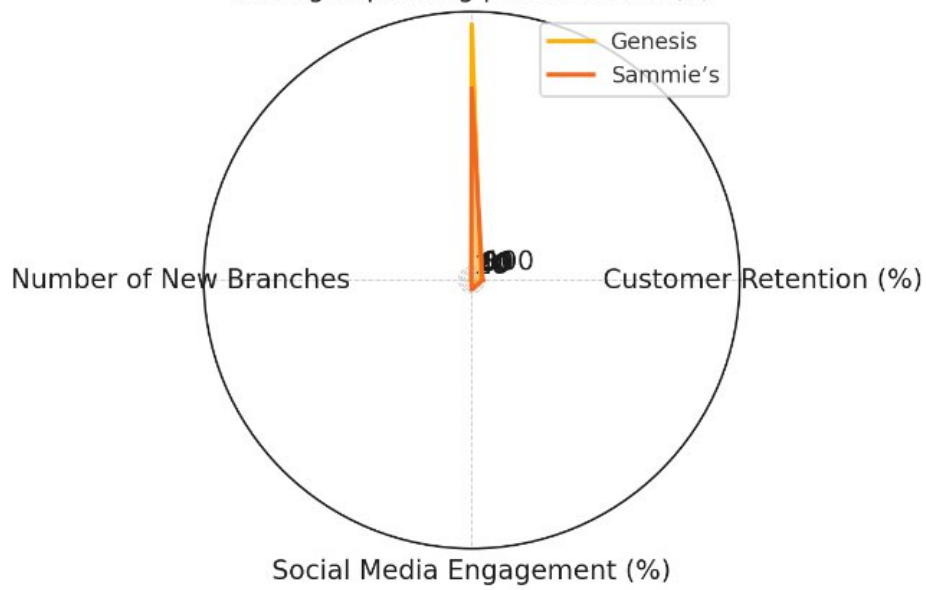 Genesis
Sammie’s
Number of New Branches
Customer Retention (%)
Social Media Engagement (%)